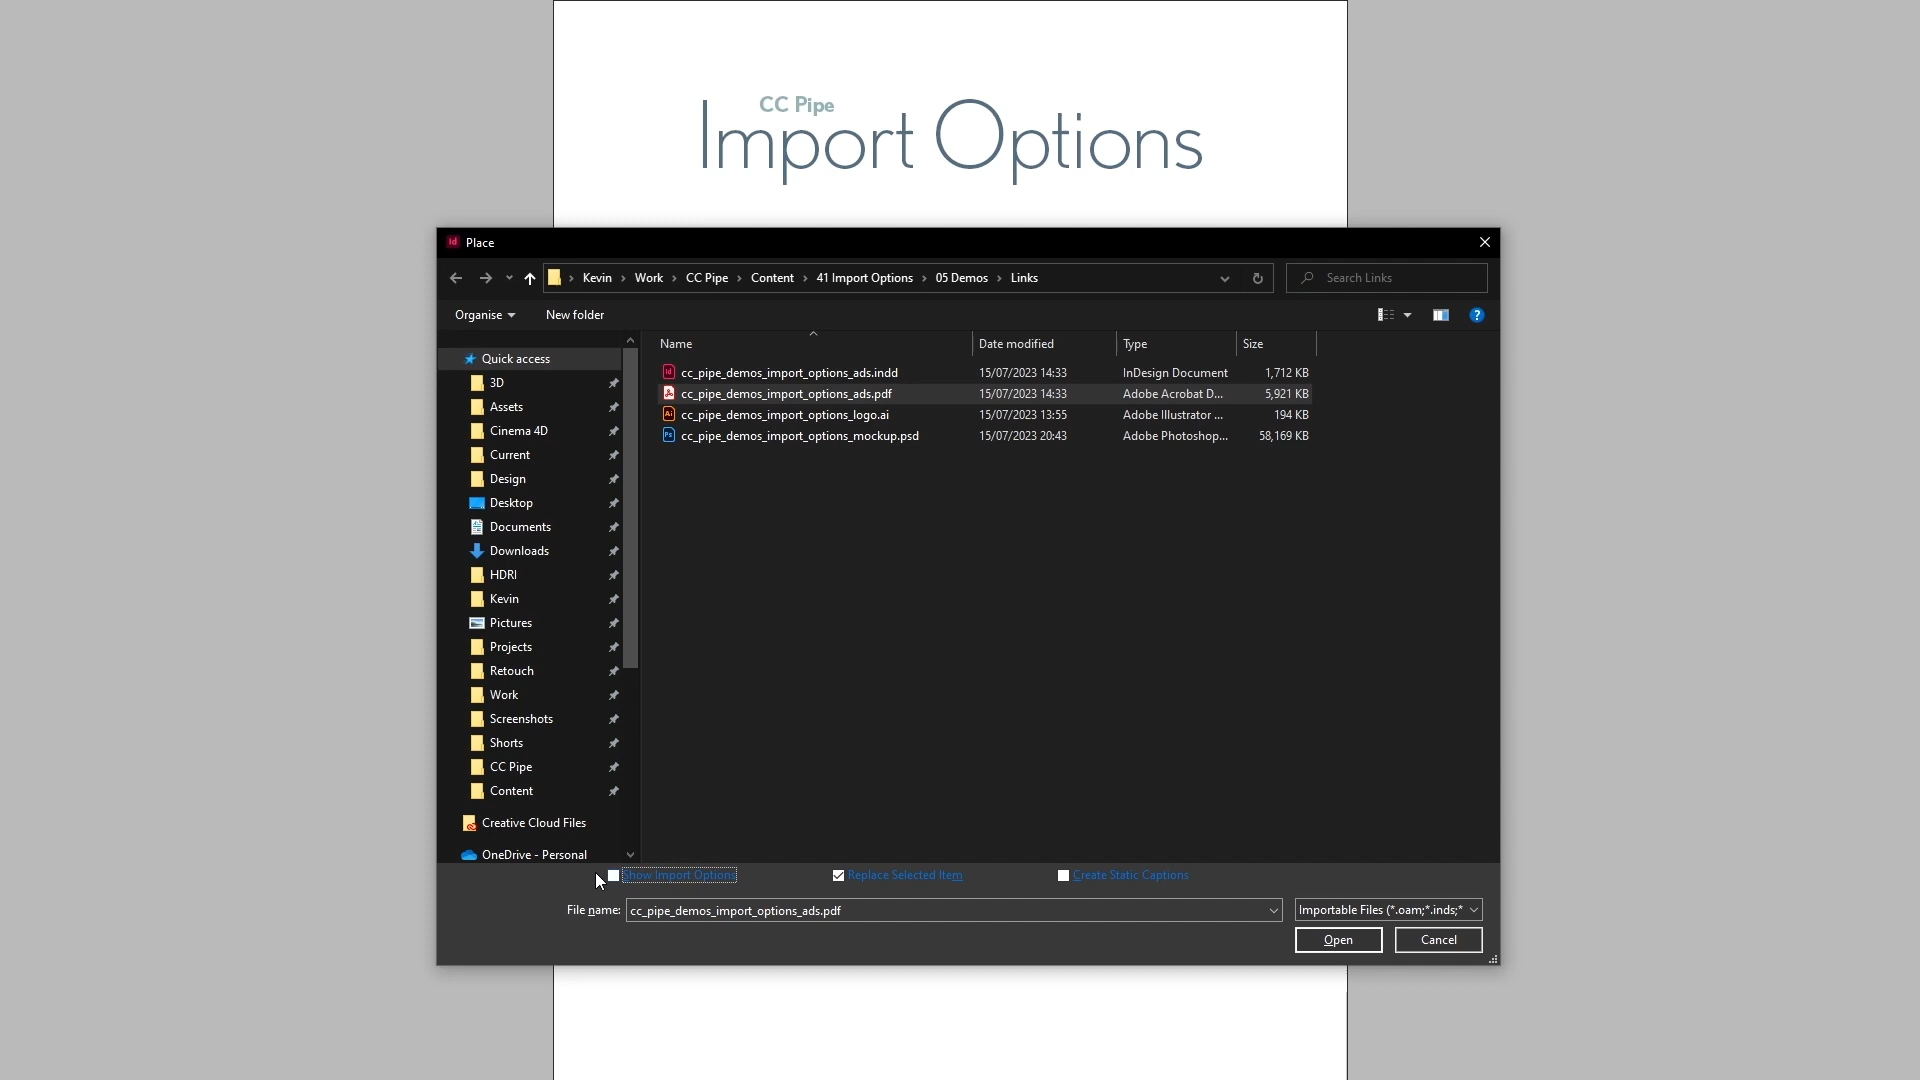 CC Pipe
Import Options
Id Place
Kevin > Work > CC Pipe > Content > 41 Import Options > 05 Demos > Links
Search Links
Organise
New folder
?
Name
Date modified
Type
Size
Quick access
3D
Assets
Cinema 4D
Current
Design
Desktop
Documents
Downloads
HDRI
Kevin
Pictures
Projects
Retouch
Work
Screenshots
Shorts
CC Pipe
Content
Creative Cloud Files
OneDrive - Personal
Id cc_pipe_demos_import_options_ads.indd 15/07/2023 14:33 InDesign Document 1,712 KB
cc_pipe_demos_import_options_ads.pdf 15/07/2023 14:33 Adobe Acrobat D... 5,921 KB
Ai cc_pipe_demos_import_options_logo.ai 15/07/2023 13:55 Adobe Illustrator ... 194 KB
Ps cc_pipe_demos_import_options_mockup.psd 15/07/2023 20:43 Adobe Photoshop... 58,169 KB
Show Import Options
Replace Selected Item
Create Static Captions
File name: cc_pipe_demos_import_options_ads.pdf
Importable Files (*.oam;*.inds;*
Open
Cancel